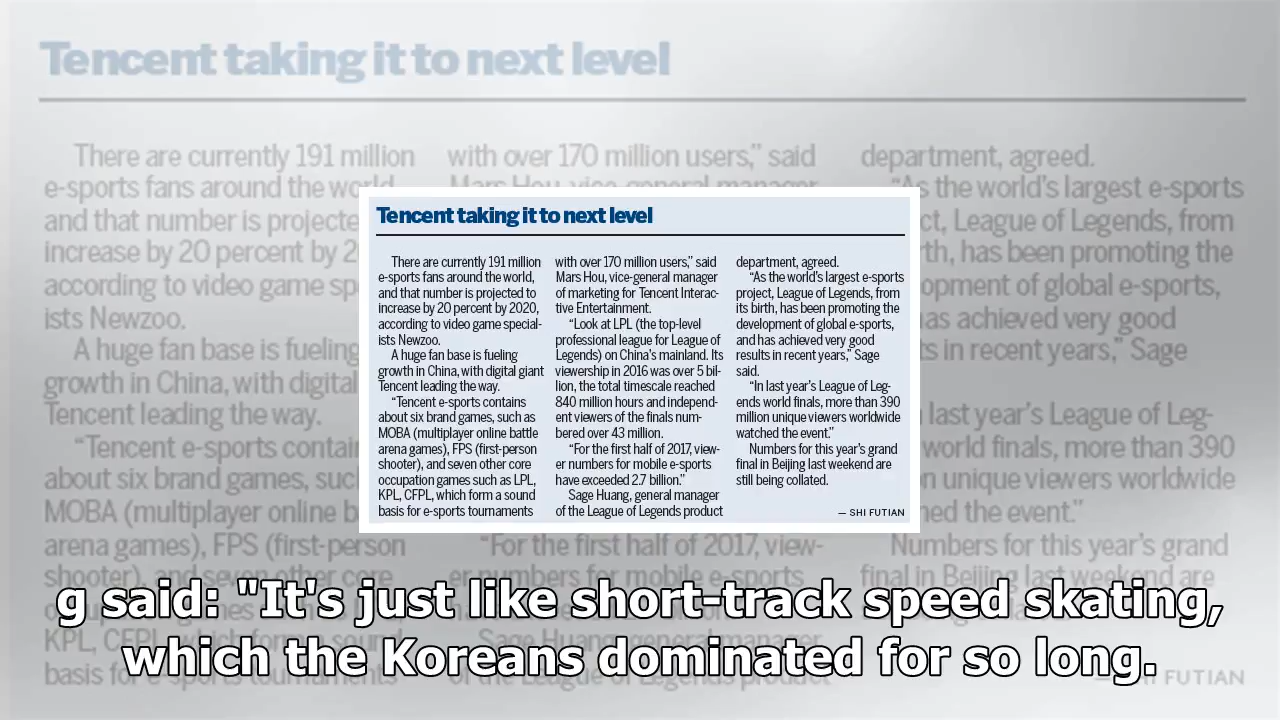 Tencent taking it to next level
There are currently 191 million
e-sports fans around the world,
and that number is projected to
increase by 20 percent by 2020,
according to video game special-
ists Newzoo.
A huge fan base is fueling
growth in China, with digital giant
Tencent leading the way.
“Tencent e-sports contains
about six brand games, such as
MOBA (multiplayer online battle
arena games), FPS (first-person
shooter), and seven other core
occupation games such as LPL,
KPL, CFPL, which form a sound
basis for e-sports tournaments
with over 170 million users,” said
Mars Hou, vice-general manager
of marketing for Tencent Interac-
tive Entertainment.
“Look at LPL (the top-level
professional league for League of
Legends) on China’s mainland. Its
viewership in 2016 was over 5 bil-
lion, the total timescale reached
840 million hours and independ-
ent viewers of the finals num-
bered over 43 million.
“For the first half of 2017, view-
er numbers for mobile e-sports
have exceeded 2.7 billion.”
Sage Huang, general manager
of the League of Legends product
department, agreed.
“As the world’s largest e-sports
project, League of Legends, from
its birth, has been promoting the
development of global e-sports,
and has achieved very good
results in recent years,” Sage
said.
“In last year’s League of Leg-
ends world finals, more than 390
million unique viewers worldwide
watched the event.”
Numbers for this year’s grand
final in Beijing last weekend are
still being collated.
— SHI FUTIAN
g said: "It's just like short-track speed skating,
which the Koreans dominated for so long.